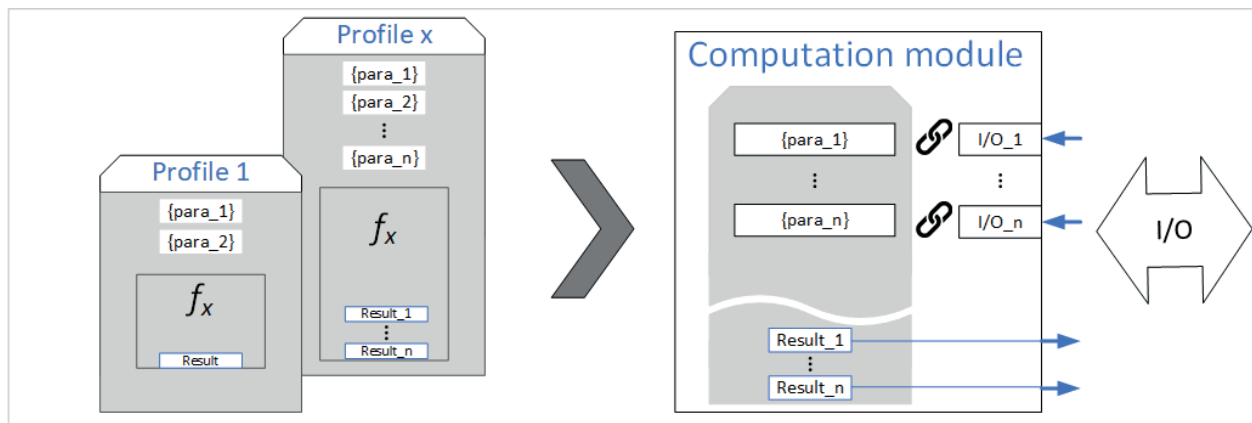 Profile x
{para_1}
{para_2}
⋮
{para_n}
fx
Result_1
⋮
Result_n
Profile 1
{para_1}
{para_2}
fx
Result
Computation module
{para_1}
I/O_1
⋮
⋮
{para_n}
I/O_n
Result_1
⋮
Result_n
I/O